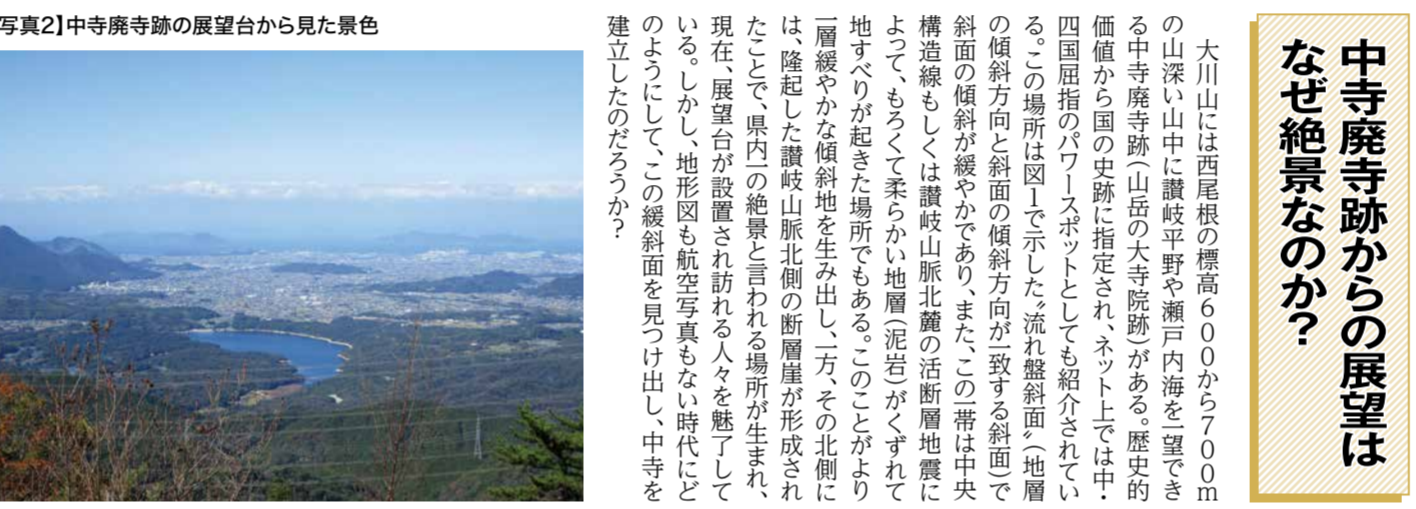 中寺廃寺跡からの展望は
なぜ絶景なのか？
大川山には西尾根の標高６００から７００ｍ
の山深い山中に讃岐平野や瀬戸内海を一望でき
る中寺廃寺跡（山岳の大寺院跡）がある。歴史的
価値から国の史跡に指定され、ネット上では中・
四国屈指のパワースポットとしても紹介されてい
る。この場所は図１で示した〝流れ盤斜面〟（地層
の傾斜方向と斜面の傾斜方向が一致する斜面）で
斜面の傾斜が緩やかであり、また、この一帯は中央
構造線もしくは讃岐山脈北麓の活断層地震に
よって、もろくて柔らかい地層（泥岩）がくずれて
地すべりが起きた場所でもある。このことがより
一層緩やかな傾斜地を生み出し、一方、その北側に
は、隆起した讃岐山脈北側の断層崖が形成され
たことで、県内一の絶景と言われる場所が生まれ、
現在、展望台が設置され訪れる人々を魅了して
いる。しかし、地形図も航空写真もない時代にど
のようにして、この緩斜面を見つけ出し、中寺を
建立したのだろうか？
写真2】中寺廃寺跡の展望台から見た景色